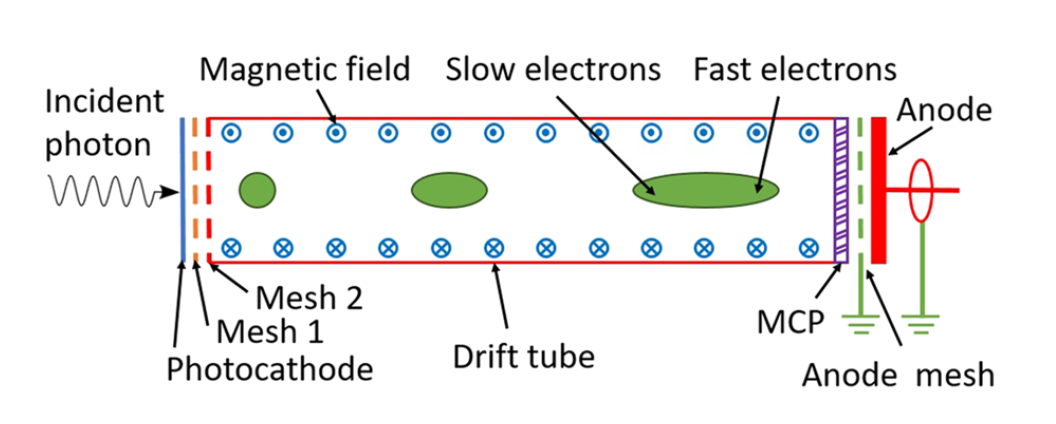 Magnetic field
Slow electrons
Fast electrons
Incident
photon
Anode
Mesh 2
Mesh 1
Photocathode
Drift tube
MCP
Anode mesh